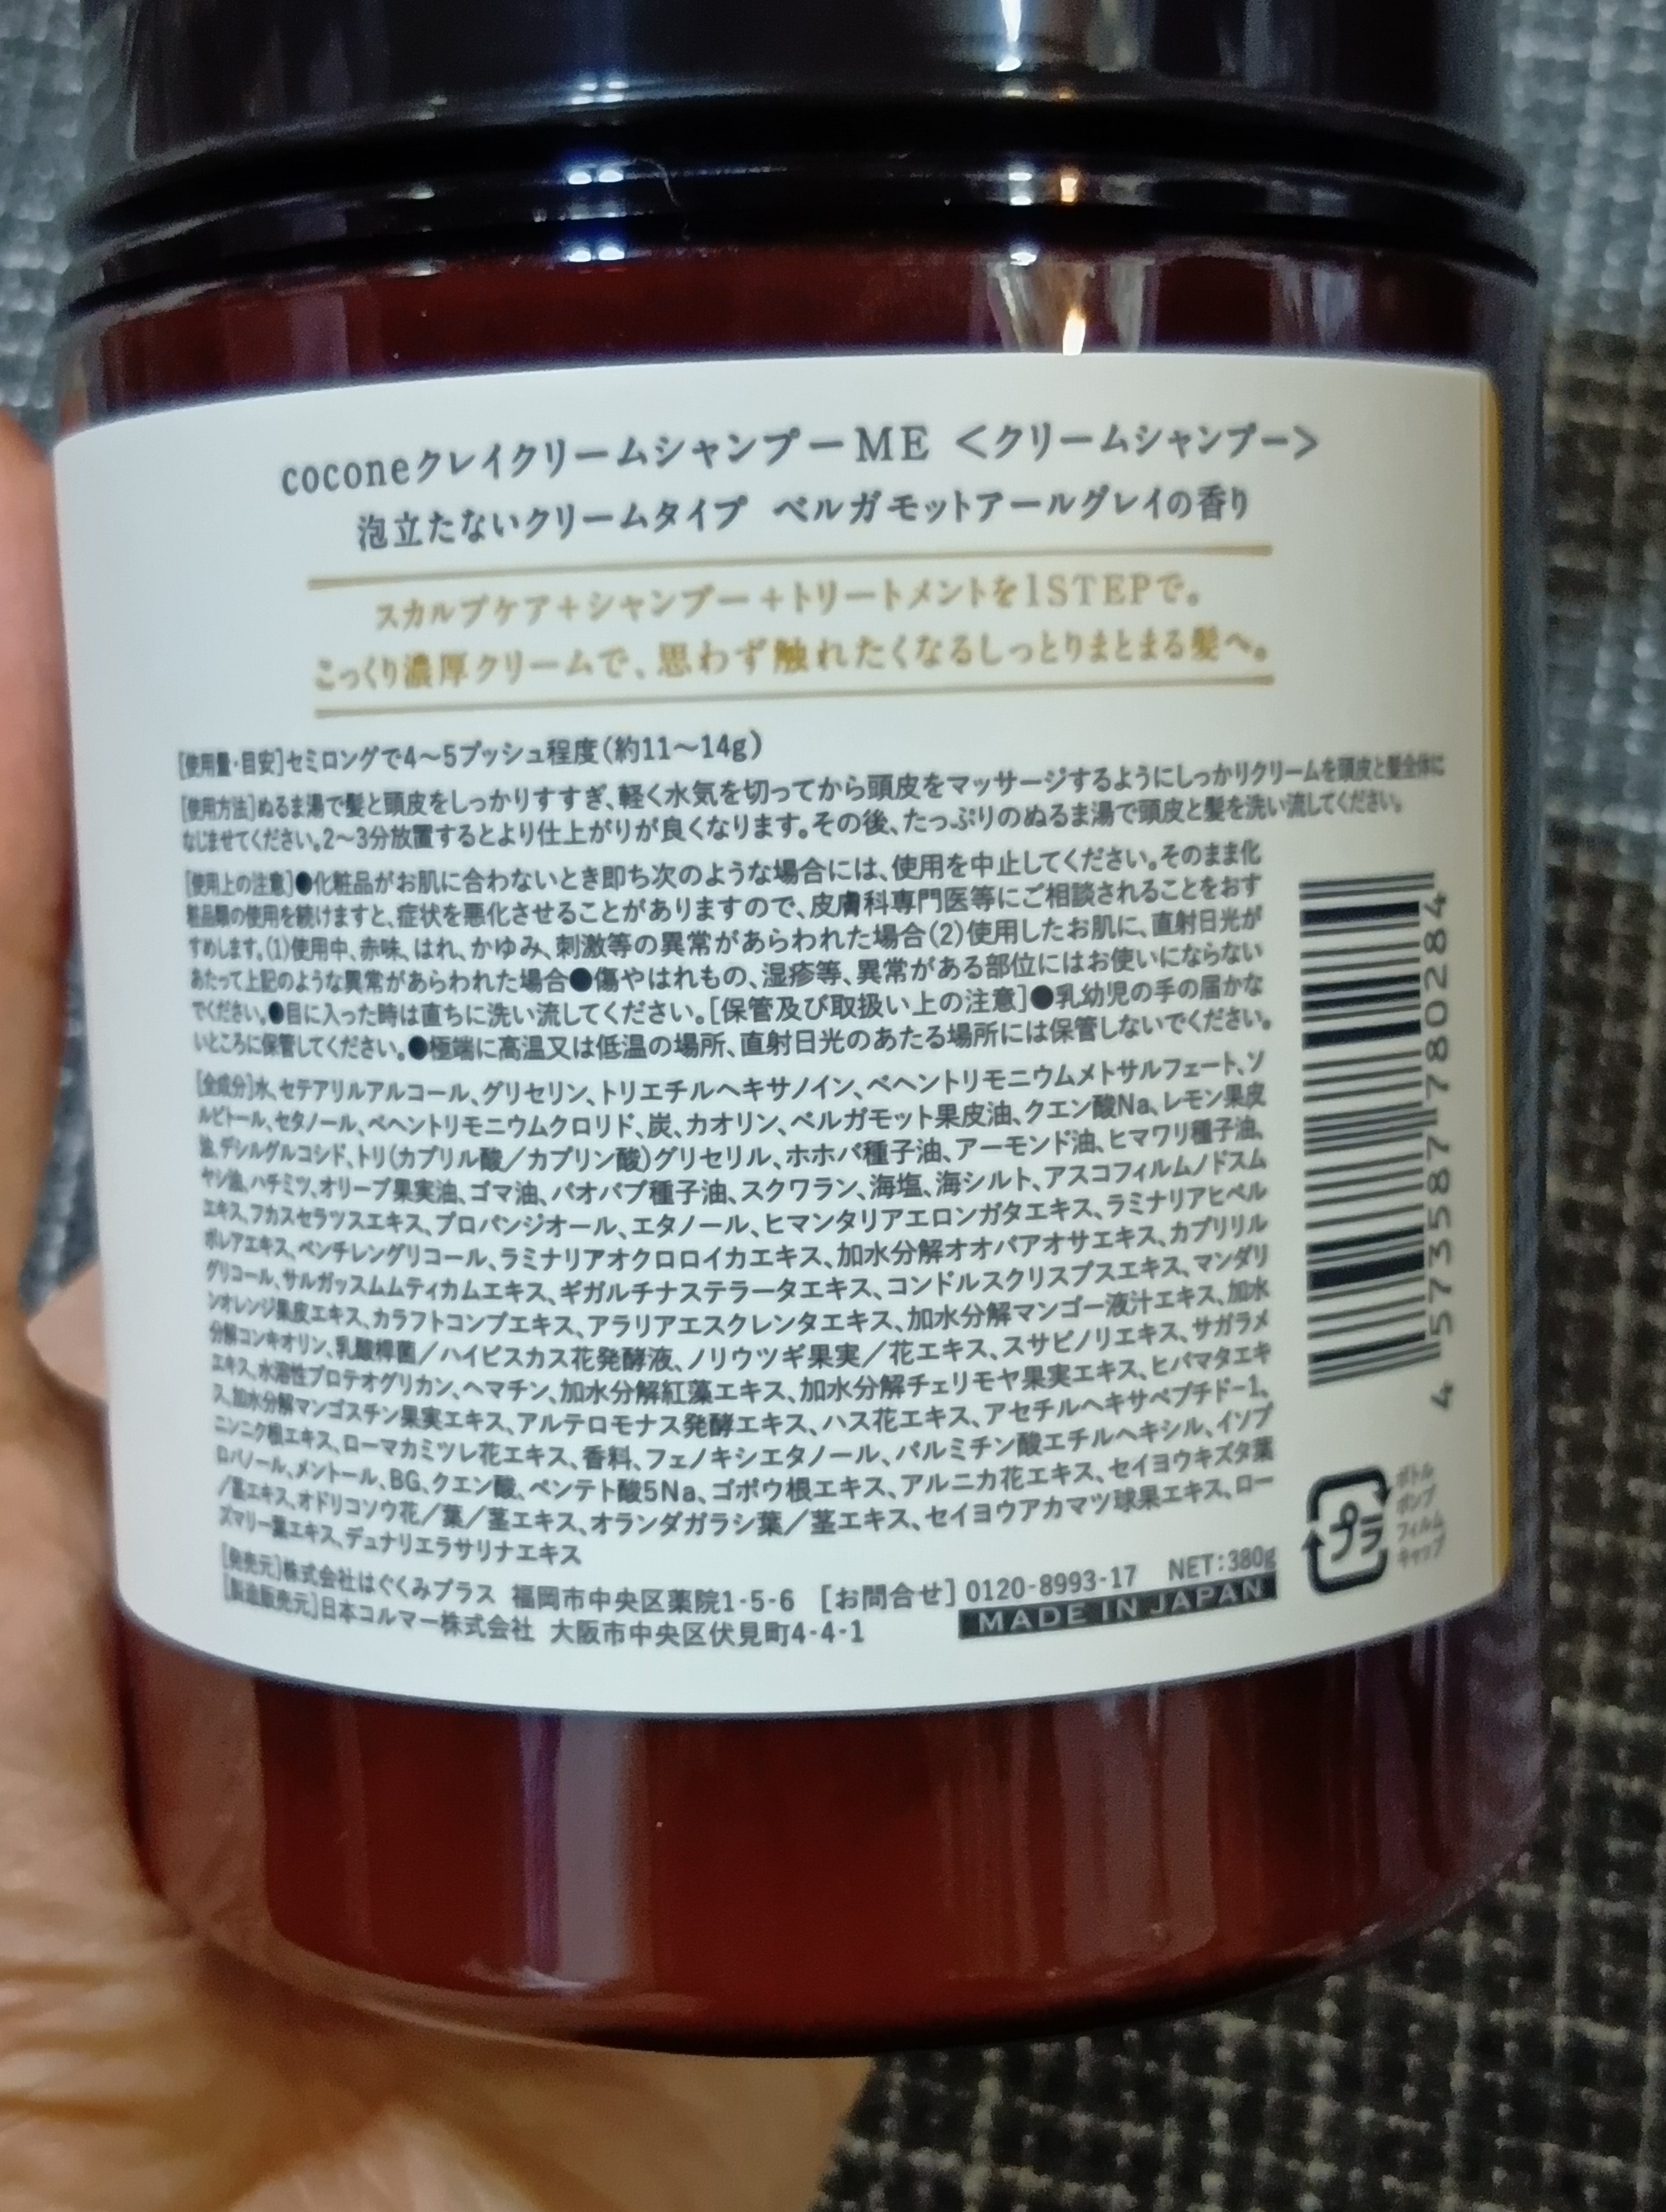 coconeクレイクリームシャンプーME <クリームシャンプー>
泡立たないクリームタイプ ベルガモットアールグレイの香り
スカルプケア+シャンプー+トリートメントを1STEPで。
こっくり濃厚クリームで、思わず触れたくなるしっとりまとまる髪へ。
[使用量・目安]セミロングで4〜5プッシュ程度(約11〜14g)
[使用方法]ぬるま湯で髪と頭皮をしっかりすすぎ、軽く水気を切ってから頭皮をマッサージするようにしっかりクリームを頭皮と髪全体に
なじませてください。2〜3分放置するとより仕上がりが良くなります。その後、たっぷりのぬるま湯で頭皮と髪を洗い流してください。
[使用上の注意]●化粧品がお肌に合わないとき即ち次のような場合には、使用を中止してください。そのまま化
粧品類の使用を続けますと、症状を悪化させることがありますので、皮膚科専門医等にご相談されることをおす
すめします。(1)使用中、赤味、はれ、かゆみ、刺激等の異常があらわれた場合(2)使用したお肌に、直射日光が
あたって上記のような異常があらわれた場合●傷やはれもの、湿疹等、異常がある部位にはお使いにならない
でください。●目に入った時は直ちに洗い流してください。[保管及び取扱い上の注意]●乳幼児の手の届かな
いところに保管してください。●極端に高温又は低温の場所、直射日光のあたる場所には保管しないでください。
[全成分]水、セテアリルアルコール、グリセリン、トリエチルヘキサノイン、ベヘントリモニウムメトサルフェート、ソ
ルビトール、セタノール、ベヘントリモニウムクロリド、炭、カオリン、ベルガモット果皮油、クエン酸Na、レモン果皮
油、デシルグルコシド、トリ(カプリル酸/カプリン酸)グリセリル、ホホバ種子油、アーモンド油、ヒマワリ種子油、
ヤシ油、ハチミツ、オリーブ果実油、ゴマ油、バオバブ種子油、スクワラン、海塩、海シルト、アスコフィルムノドスム
エキス、フカスセラツスエキス、プロパンジオール、エタノール、ヒマンタリアエロンガタエキス、ラミナリアヒペル
ボレアエキス、ペンチレングリコール、ラミナリアオクロロイカエキス、加水分解オオバアオサエキス、カプリリル
グリコール、サルガッスムムティカムエキス、ギガルチナステラータエキス、コンドルスクリスプスエキス、マンダリ
ンオレンジ果皮エキス、カラフトコンブエキス、アラリアエスクレンタエキス、加水分解マンゴー液汁エキス、加水
分解コンキオリン、乳酸桿菌/ハイビスカス花発酵液、ノリウツギ果実/花エキス、スサビノリエキス、サガラメ
エキス、水溶性プロテオグリカン、ヘマチン、加水分解紅藻エキス、加水分解チェリモヤ果実エキス、ヒバマタエキ
ス、加水分解マンゴスチン果実エキス、アルテロモナス発酵エキス、ハス花エキス、アセチルヘキサペプチド-1、
ニンニク根エキス、ローマカミツレ花エキス、香料、フェノキシエタノール、パルミチン酸エチルヘキシル、イソプ
ロパノール、メントール、BG、クエン酸、ペンテト酸5Na、ゴボウ根エキス、アルニカ花エキス、セイヨウキズタ葉
/茎エキス、オドリコソウ花/葉/茎エキス、オランダガラシ葉/茎エキス、セイヨウアカマツ球果エキス、ロー
ズマリー葉エキス、デュナリエラサリナエキス
[発売元]株式会社はぐくみプラス 福岡市中央区薬院1-5-6 [お問合せ]0120-8993-17 NET:380g
[製造販売元]日本コルマー株式会社 大阪市中央区伏見町4-4-1 MADE IN JAPAN
4 573587 780284
プラ
ボトル
ポンプ
フィルム
キャップ